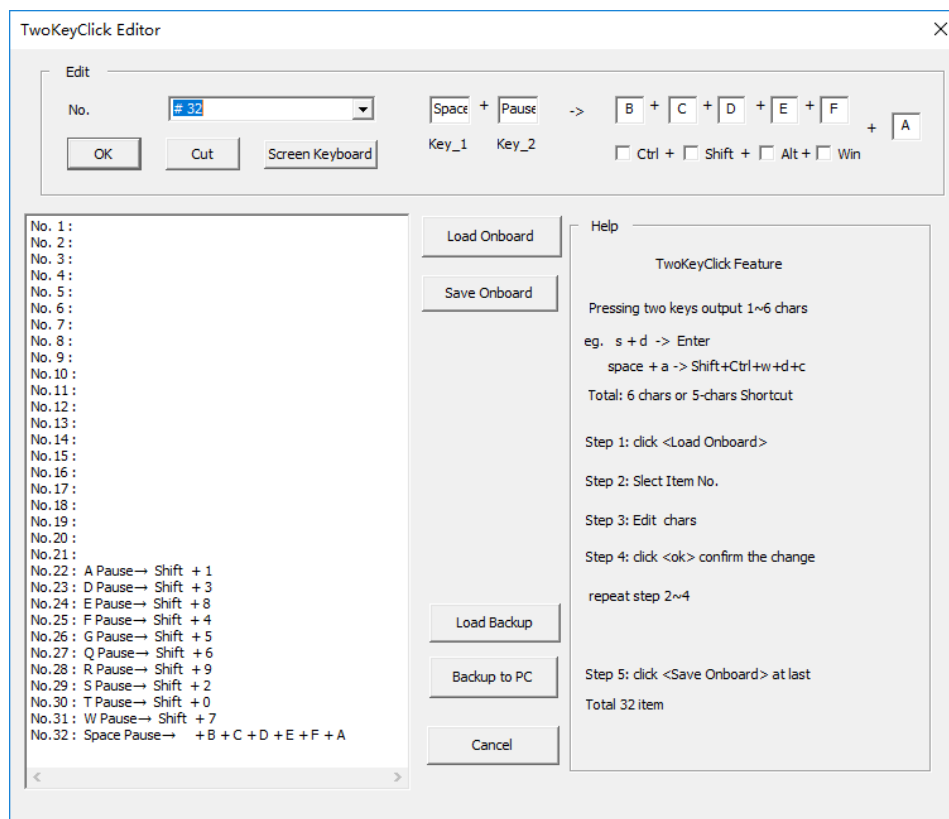 TwoKeyClick Editor
Edit
No.
# 32
Space + Pause -> B + C + D + E + F + A
Key_1 Key_2
Ctrl + Shift + Alt + Win
OK
Cut
Screen Keyboard
No. 1 :
No. 2 :
No. 3 :
No. 4 :
No. 5 :
No. 6 :
No. 7 :
No. 8 :
No. 9 :
No.10 :
No.11 :
No.12 :
No.13 :
No.14 :
No.15 :
No.16 :
No.17 :
No.18 :
No.19 :
No.20 :
No.21 :
No.22 : A Pause→ Shift + 1
No.23 : D Pause→ Shift + 3
No.24 : E Pause→ Shift + 8
No.25 : F Pause→ Shift + 4
No.26 : G Pause→ Shift + 5
No.27 : Q Pause→ Shift + 6
No.28 : R Pause→ Shift + 9
No.29 : S Pause→ Shift + 2
No.30 : T Pause→ Shift + 0
No.31 : W Pause→ Shift + 7
No.32 : Space Pause→ + B + C + D + E + F + A
Load Onboard
Save Onboard
Load Backup
Backup to PC
Cancel
Help
TwoKeyClick Feature
Pressing two keys output 1~6 chars
eg. s + d -> Enter
space + a -> Shift+Ctrl+w+d+c
Total: 6 chars or 5-chars Shortcut
Step 1: click <Load Onboard>
Step 2: Slect Item No.
Step 3: Edit chars
Step 4: click <ok> confirm the change
repeat step 2~4
Step 5: click <Save Onboard> at last
Total 32 item